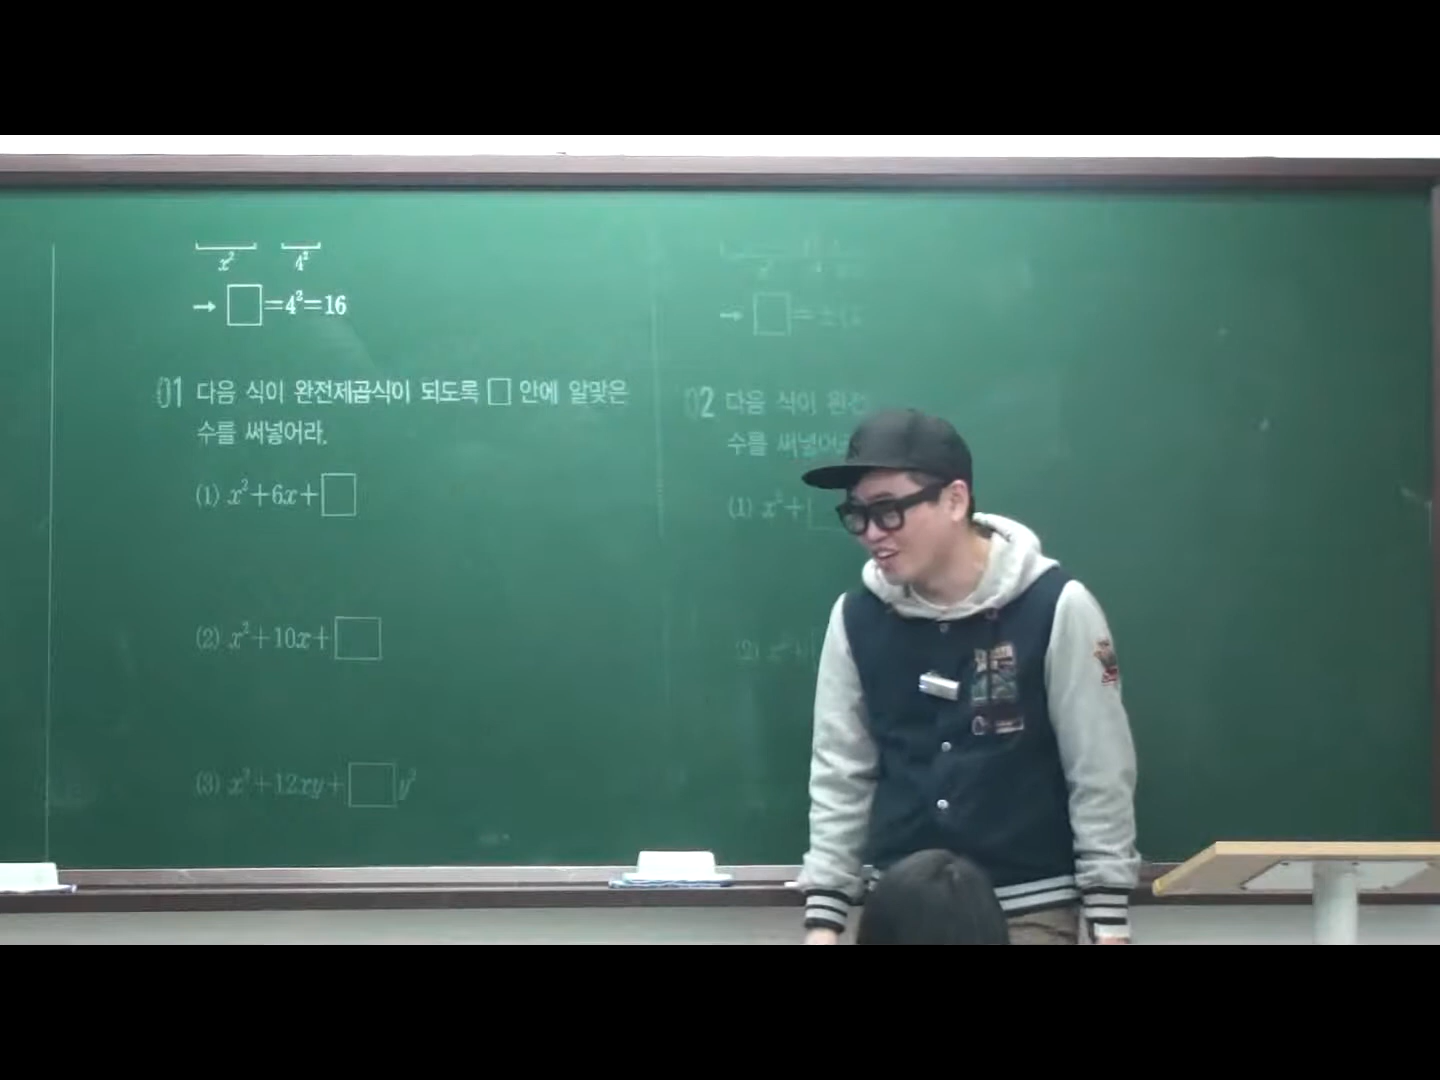 x² 4²
→ □=4²=16
01 다음 식이 완전제곱식이 되도록 □ 안에 알맞은
수를 써넣어라.
(1) x²+6x+□
(2) x²+10x+□
(3) x²+12xy+□y²
→ □=
02 다음 식이 완전
수를 써넣어라
(1) x²+□
(2) x²+